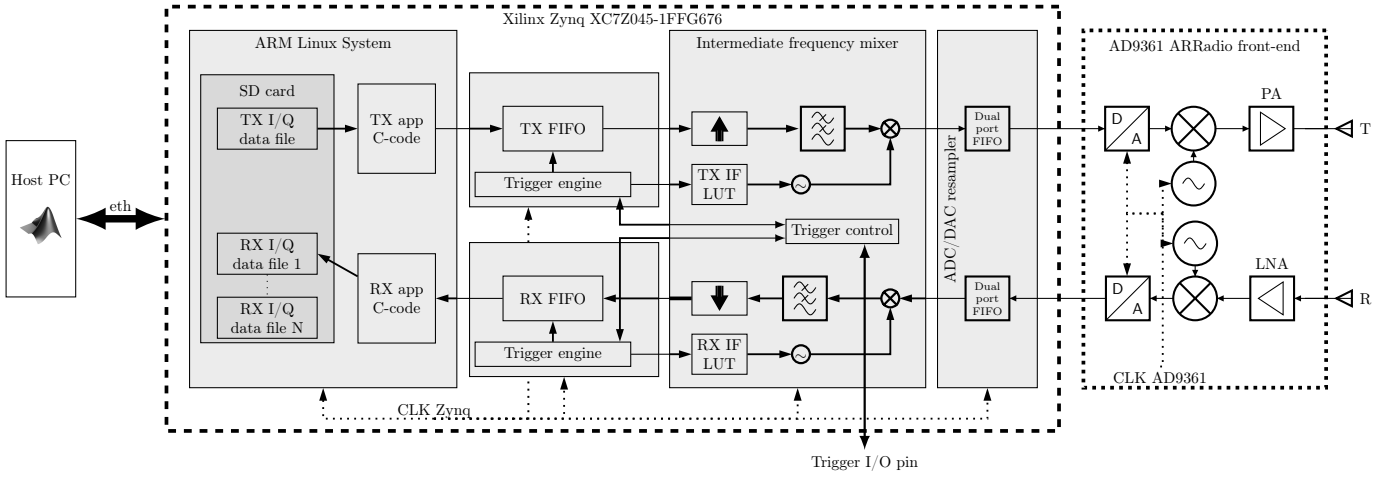 Xilinx Zynq XC7Z045-1FFG676
ARM Linux System
Intermediate frequency mixer
AD9361 ARRadio front-end
SD card
TX I/Q
data file
TX app
C-code
TX FIFO
Trigger engine
TX IF
LUT
~
Dual
port
FIFO
D
A
PA
T
~
Host PC
eth
Trigger control
ADC/DAC resampler
RX I/Q
data file 1
RX I/Q
data file N
RX app
C-code
RX FIFO
Trigger engine
RX IF
LUT
~
Dual
port
FIFO
D
A
~
LNA
R
CLK Zynq
CLK AD9361
Trigger I/O pin